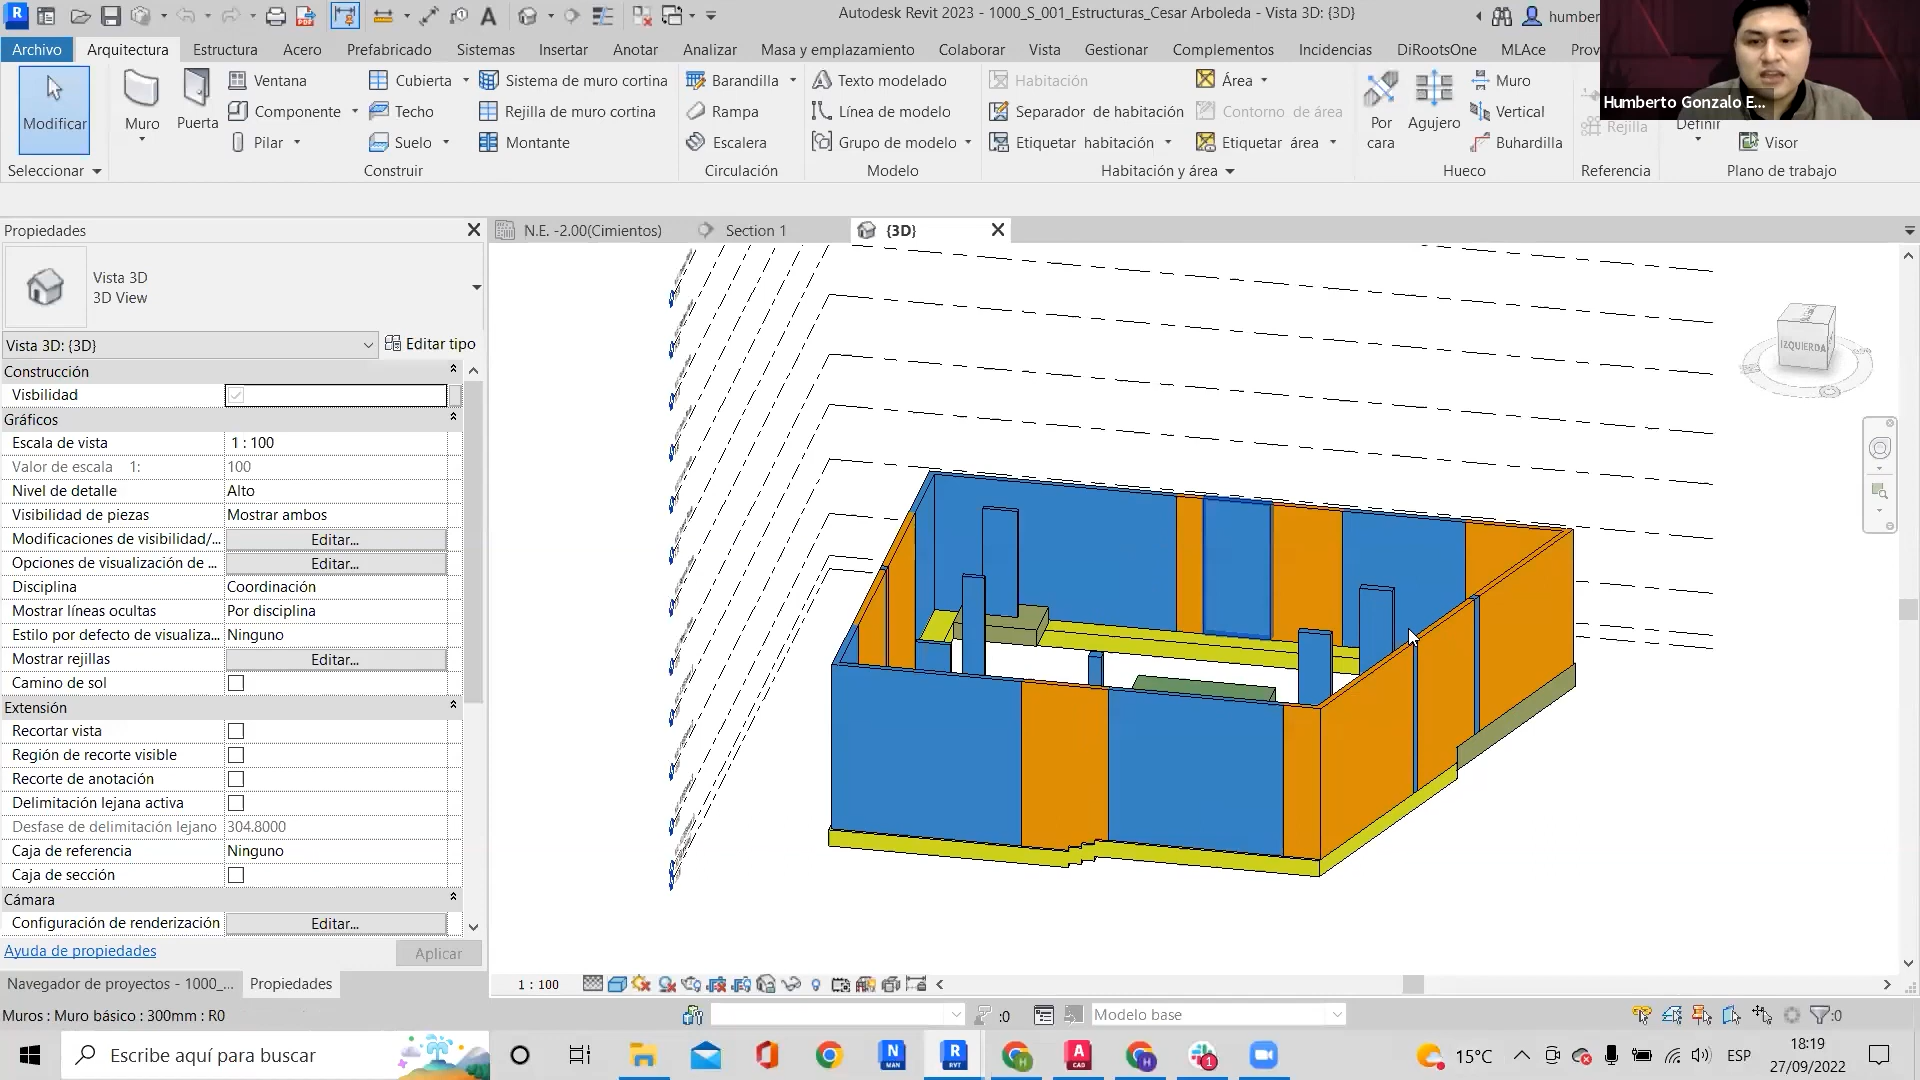 Autodesk Revit 2023 - 1000_S_001_Estructuras_Cesar Arboleda - Vista 3D: {3D}
Archivo Arquitectura Estructura Acero Prefabricado Sistemas Insertar Anotar Analizar Masa y emplazamiento Colaborar Vista Gestionar Complementos Incidencias DiRootsOne MLAce
Humberto Gonzalo E...
Modificar
Seleccionar
Muro
Puerta
Ventana
Componente
Pilar
Cubierta
Techo
Suelo
Sistema de muro cortina
Rejilla de muro cortina
Montante
Construir
Barandilla
Rampa
Escalera
Circulación
Texto modelado
Línea de modelo
Grupo de modelo
Modelo
Habitación
Separador de habitación
Etiquetar habitación
Área
Contorno de área
Etiquetar área
Habitación y área
Por cara
Agujero
Muro
Vertical
Buhardilla
Hueco
Rejilla
Referencia
Definir
Visor
Plano de trabajo
Propiedades
N.E. -2.00(Cimientos)
Section 1
{3D}
Vista 3D
3D View
Vista 3D: {3D}
Editar tipo
Construcción
Visbilidad
Gráficos
Escala de vista 1 : 100
Valor de escala 1: 100
Nivel de detalle Alto
Visibilidad de piezas Mostrar ambos
Modificaciones de visibilidad/... Editar...
Opciones de visualización de ... Editar...
Disciplina Coordinación
Mostrar líneas ocultas Por disciplina
Estilo por defecto de visualiza... Ninguno
Mostrar rejillas Editar...
Camino de sol
Extensión
Recortar vista
Región de recorte visible
Recorte de anotación
Delimitación lejana activa
Desfase de delimitación lejano 304.8000
Caja de referencia Ninguno
Caja de sección
Cámara
Configuración de renderización Editar...
Ayuda de propiedades
Aplicar
Navegador de proyectos - 1000_...
Propiedades
IZQUIERDA
1 : 100
Muros : Muro básico : 300mm : R0
:0
Modelo base
:0
Escribe aquí para buscar
15°C
ESP
18:19
27/09/2022